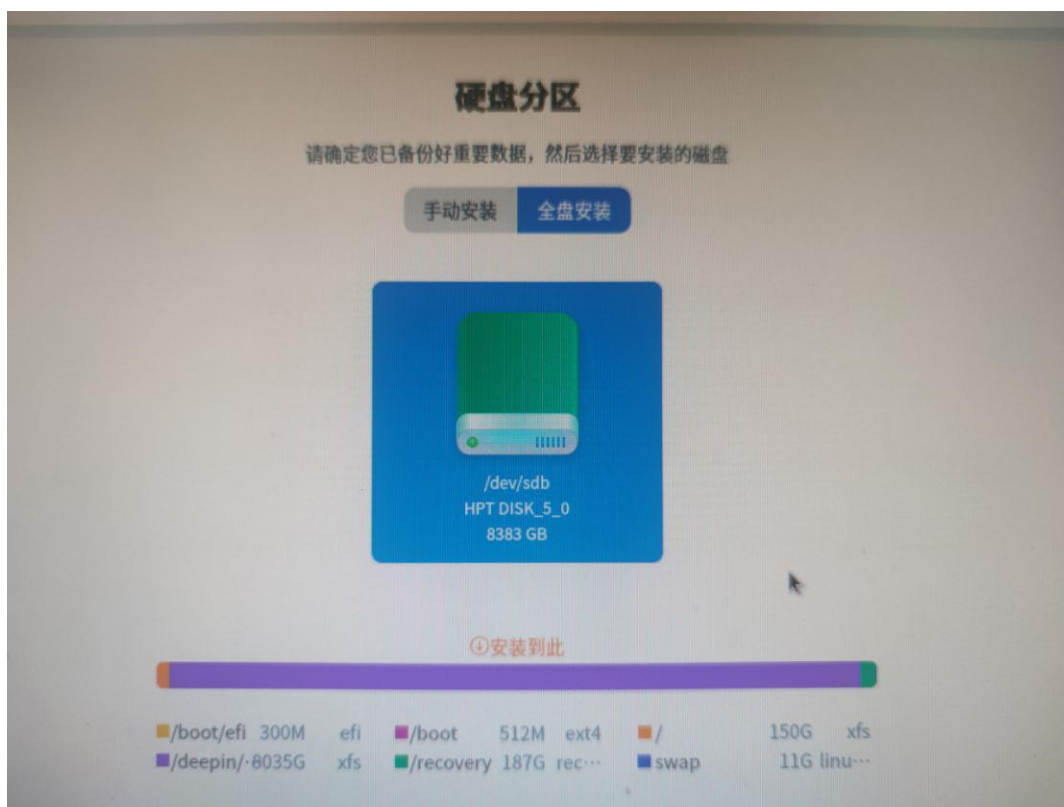 硬盘分区
请确定您已备份好重要数据，然后选择要安装的磁盘
手动安装 全盘安装
/dev/sdb
HPT DISK_5_0
8383 GB
安装到此
/boot/efi 300M efi /boot 512M ext4 / 150G xfs
/deepin/· 8035G xfs /recovery 187G rec··· swap 11G linu···